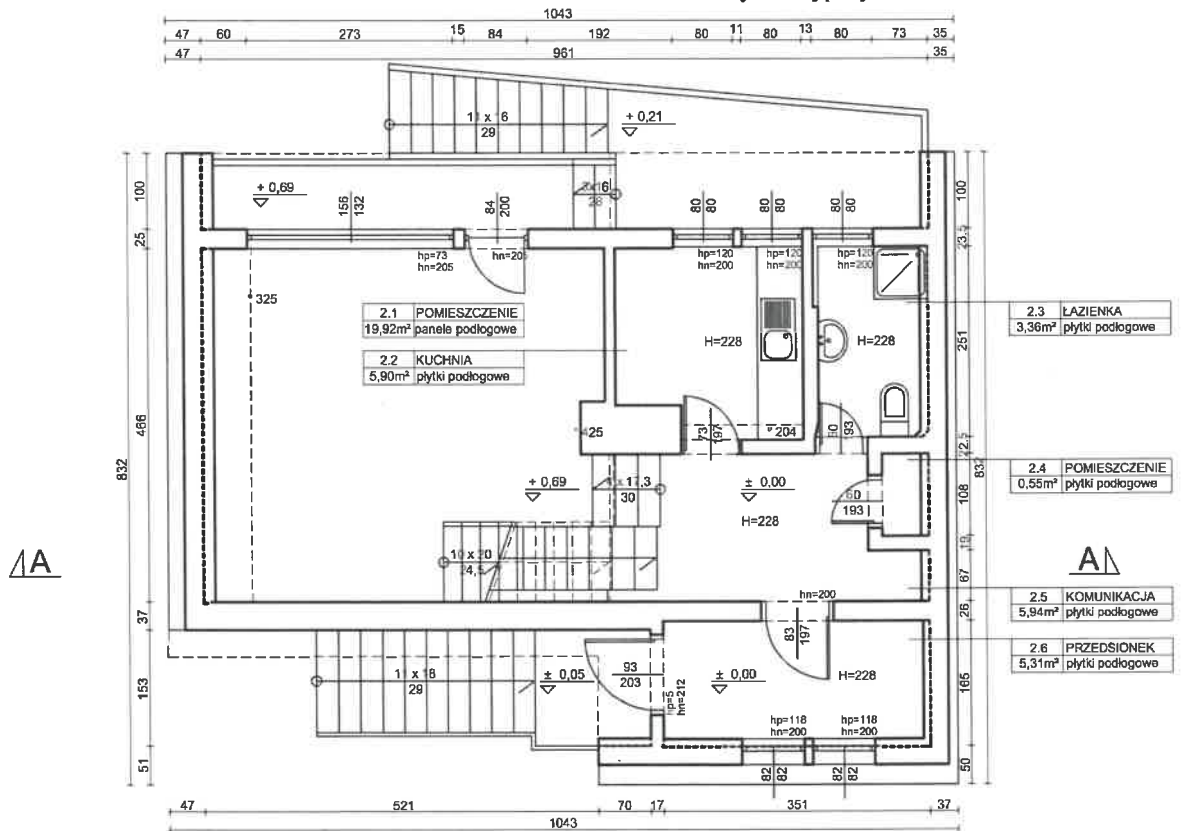 1043
47 60 273 15 84 192 80 11 80 13 80 73 35
47 961 35
11 x 16
29
+ 0,21
+ 0,69
156
132
84
200
28
80
80
80
80
80
80
100
25
466
37
153
51
832
100
23.5
251
22.5
108
19
67
26
165
50
832
hp=73
hn=205
hn=205
hp=120
hn=200
hp=120
hn=200
hp=120
hn=200
325
2.1 POMIESZCZENIE
19,92m² panele podłogowe
2.2 KUCHNIA
5,90m² płytki podłogowe
H=228
H=228
2.3 ŁAZIENKA
3,36m² płytki podłogowe
425
73
197
204
60
193
2.4 POMIESZCZENIE
0,55m² płytki podłogowe
+ 0,69
17,3
30
± 0,00
H=228
60
193
10 x 20
24,5
A
A
2.5 KOMUNIKACJA
5,94m² płytki podłogowe
hn=200
83
197
2.6 PRZEDSIONEK
5,31m² płytki podłogowe
11 x 16
29
± 0,05
93
203
hp=5
hn=212
± 0,00
H=228
hp=118
hn=200
hp=118
hn=200
82
82
82
82
47 521 70 17 351 37
1043